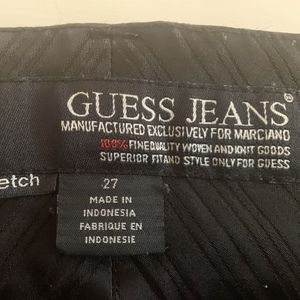 GUESS JEANS®
MANUFACTURED EXCLUSIVELY FOR MARCIANO
100% FINE QUALITY WOVEN AND KNIT GOODS
SUPERIOR FIT AND STYLE ONLY FOR GUESS
etch
27
MADE IN
INDONESIA
FABRIQUE EN
INDONESIE